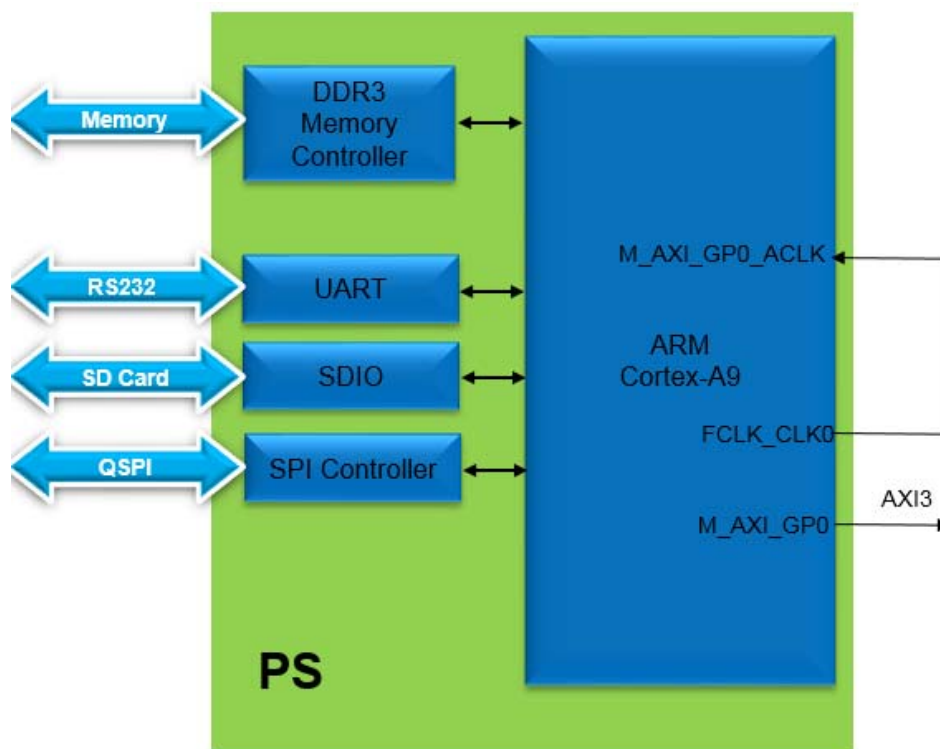 Memory
DDR3
Memory
Controller
RS232
UART
SD Card
SDIO
QSPI
SPI Controller
M_AXI_GP0_ACLK
ARM
Cortex-A9
FCLK_CLK0
M_AXI_GP0
AXI3
PS